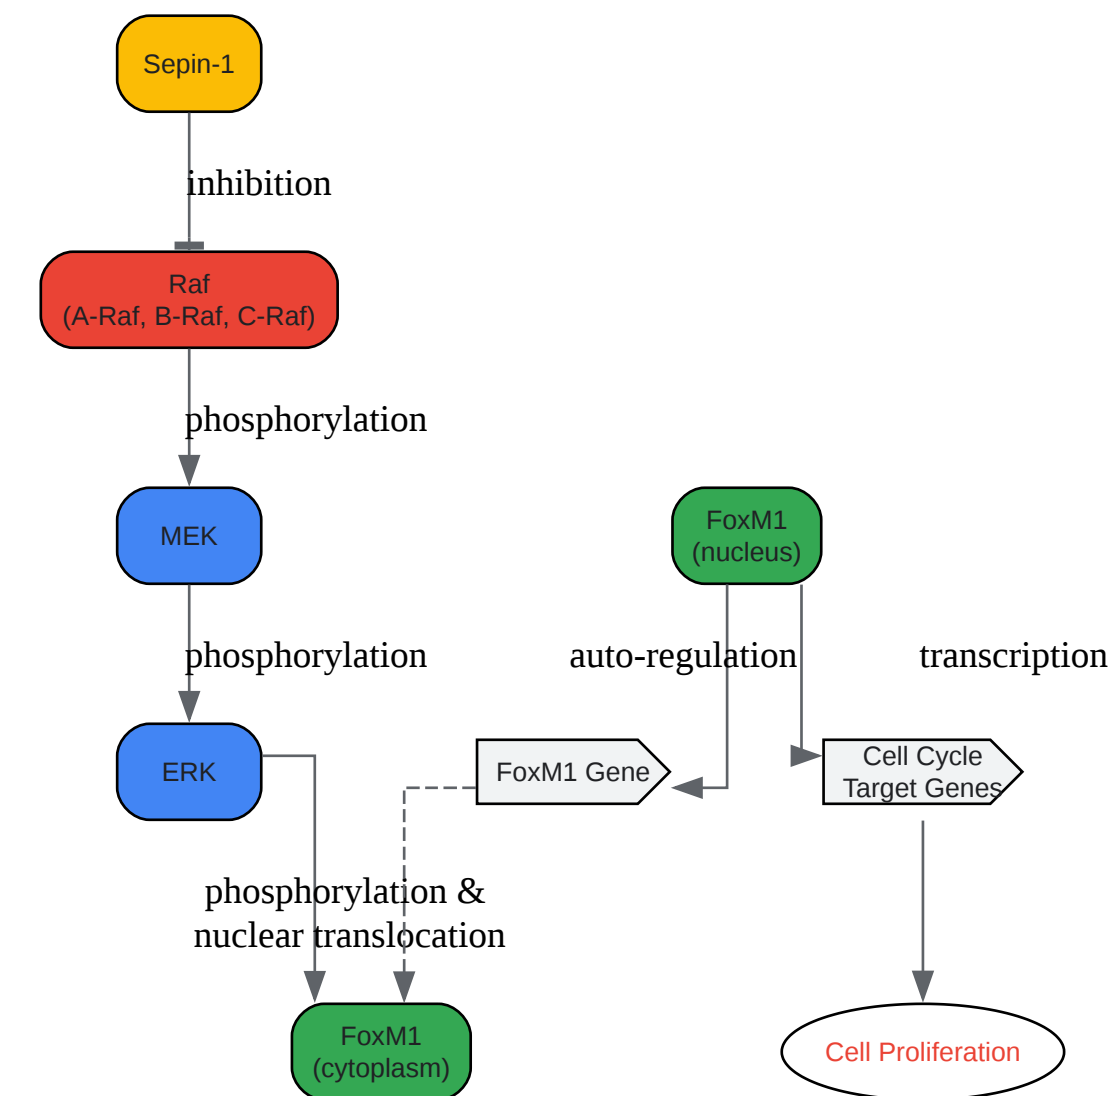 Sepin-1
inhibition
Raf
(A-Raf, B-Raf, C-Raf)
phosphorylation
MEK
FoxM1
(nucleus)
phosphorylation
auto-regulation
transcription
ERK
FoxM1 Gene
Cell Cycle
Target Genes
phosphorylation &
nuclear translocation
FoxM1
(cytoplasm)
Cell Proliferation